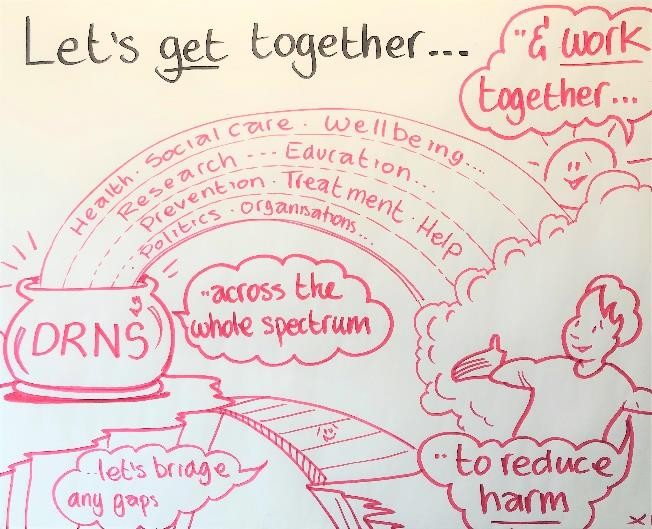 Let's get together...
"& work
together...
Health · Social care · Wellbeing...
Research --- Education...
Prevention · Treatment · Help
Politics · Organisations...
DRNS
..across the
whole spectrum
...let's bridge
any gaps
..to reduce
harm
x